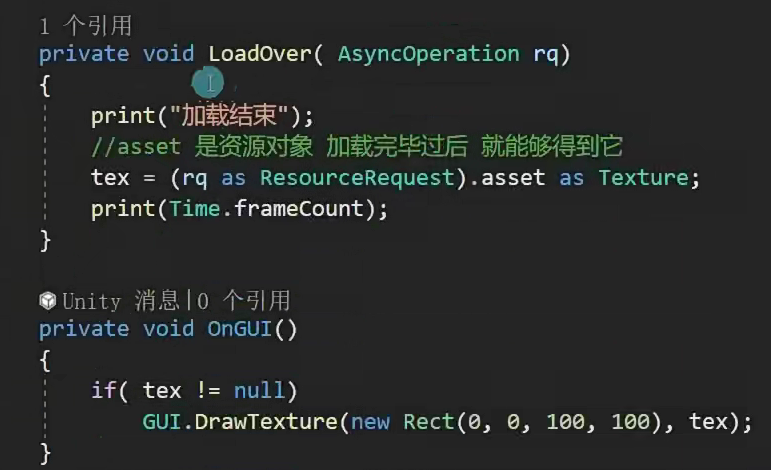 1 个引用
private void LoadOver( AsyncOperation rq)
{
print("加载结束");
//asset 是资源对象 加载完毕过后 就能够得到它
tex = (rq as ResourceRequest).asset as Texture;
print(Time.frameCount);
}
Unity 消息|0 个引用
private void OnGUI()
{
if( tex != null)
GUI.DrawTexture(new Rect(0, 0, 100, 100), tex);
}